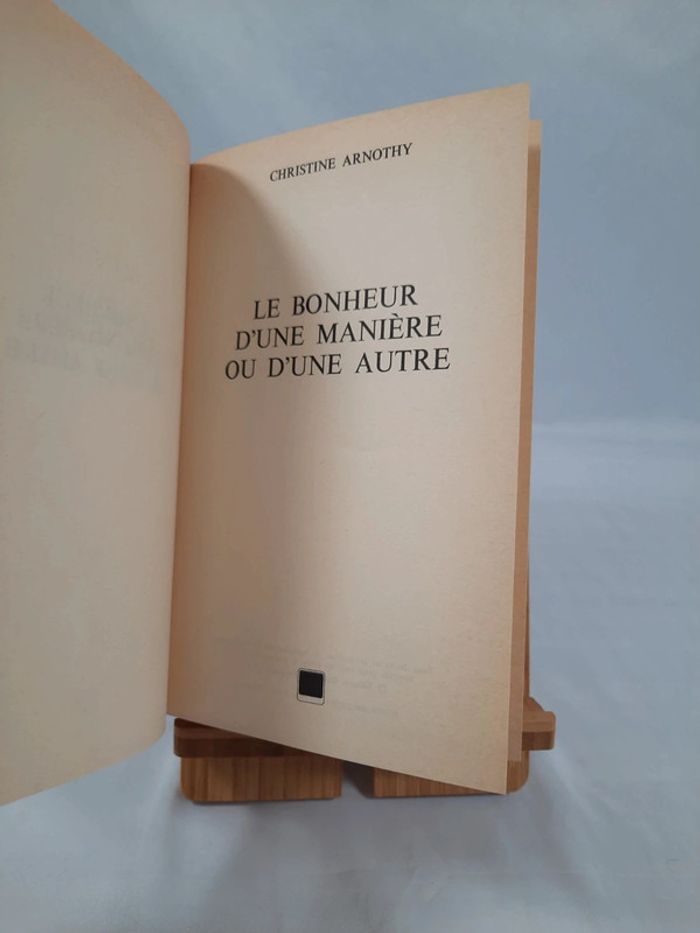 CHRISTINE ARNOTHY
LE BONHEUR
D'UNE MANIÈRE
OU D'UNE AUTRE